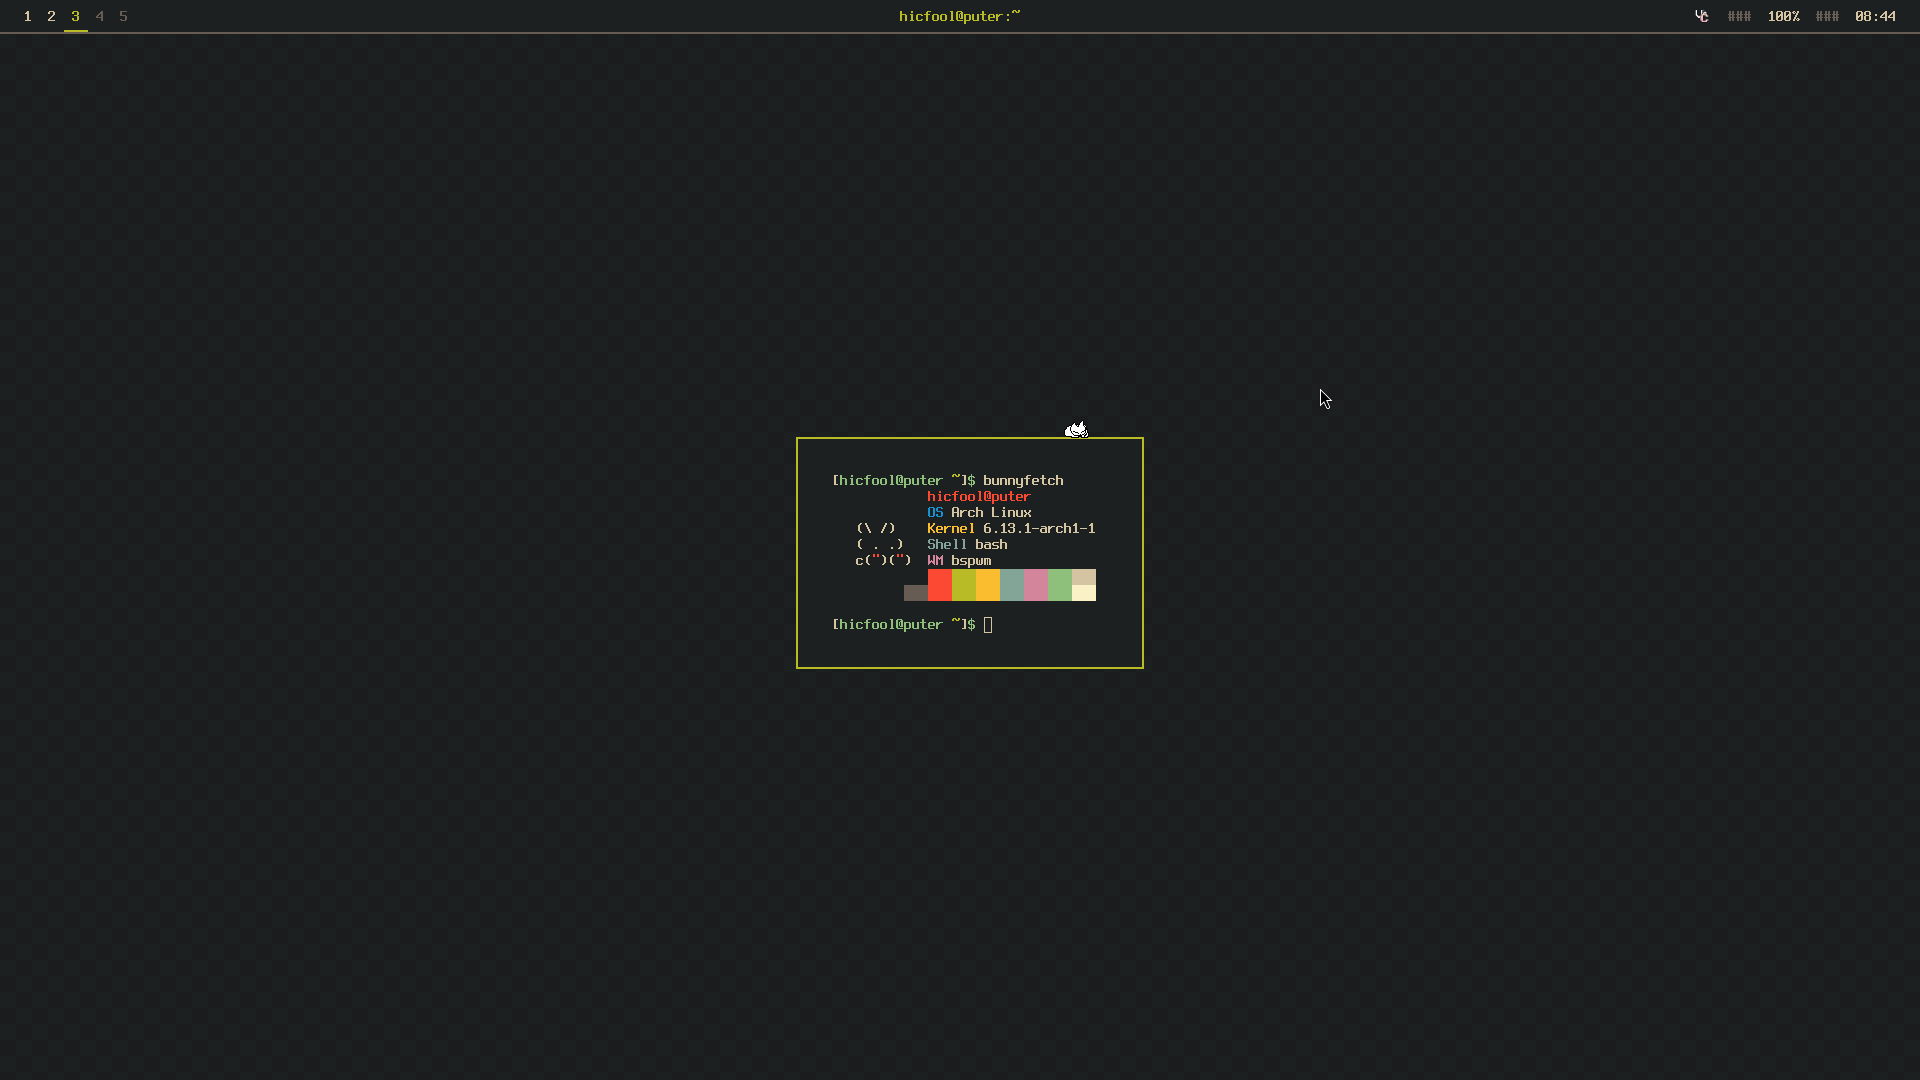 1 2 3 4 5
hicfool@puter:~
### 100% ### 08:44
[hicfool@puter ~]$ bunnyfetch
hicfool@puter
OS Arch Linux
(\ /) Kernel 6.13.1-arch1-1
( . .) Shell bash
c(")(") WM bspwm
[hicfool@puter ~]$